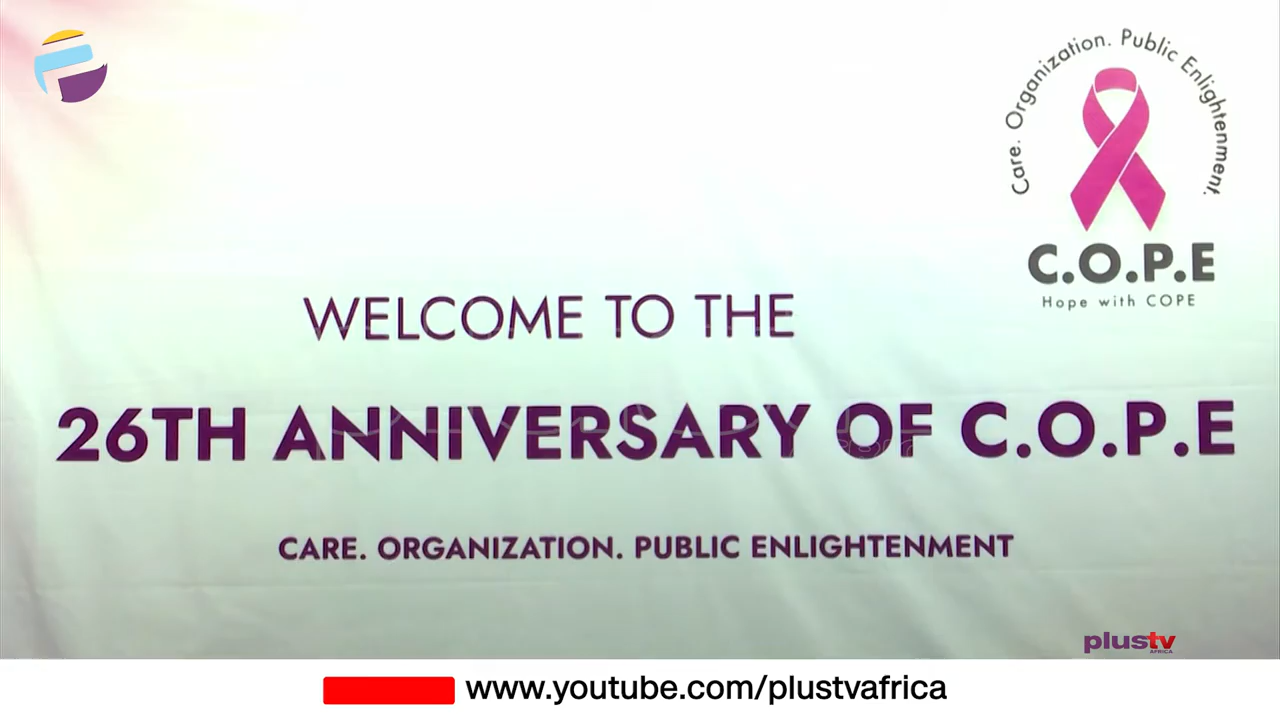 Care. Organization. Public Enlightenment.
C.O.P.E
Hope with COPE
WELCOME TO THE
26TH ANNIVERSARY OF C.O.P.E
CARE. ORGANIZATION. PUBLIC ENLIGHTENMENT
plustv
AFRICA
www.youtube.com/plustvafrica